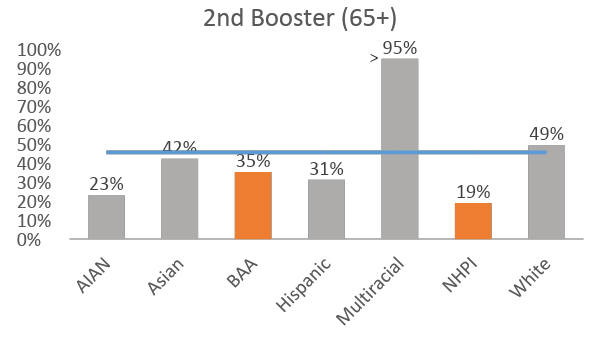 2nd Booster (65+)
100%
90%
80%
70%
60%
50%
40%
30%
20%
10%
0%
23%
42%
35%
31%
> 95%
19%
49%
AIAN
Asian
BAA
Hispanic
Multiracial
NHPI
White